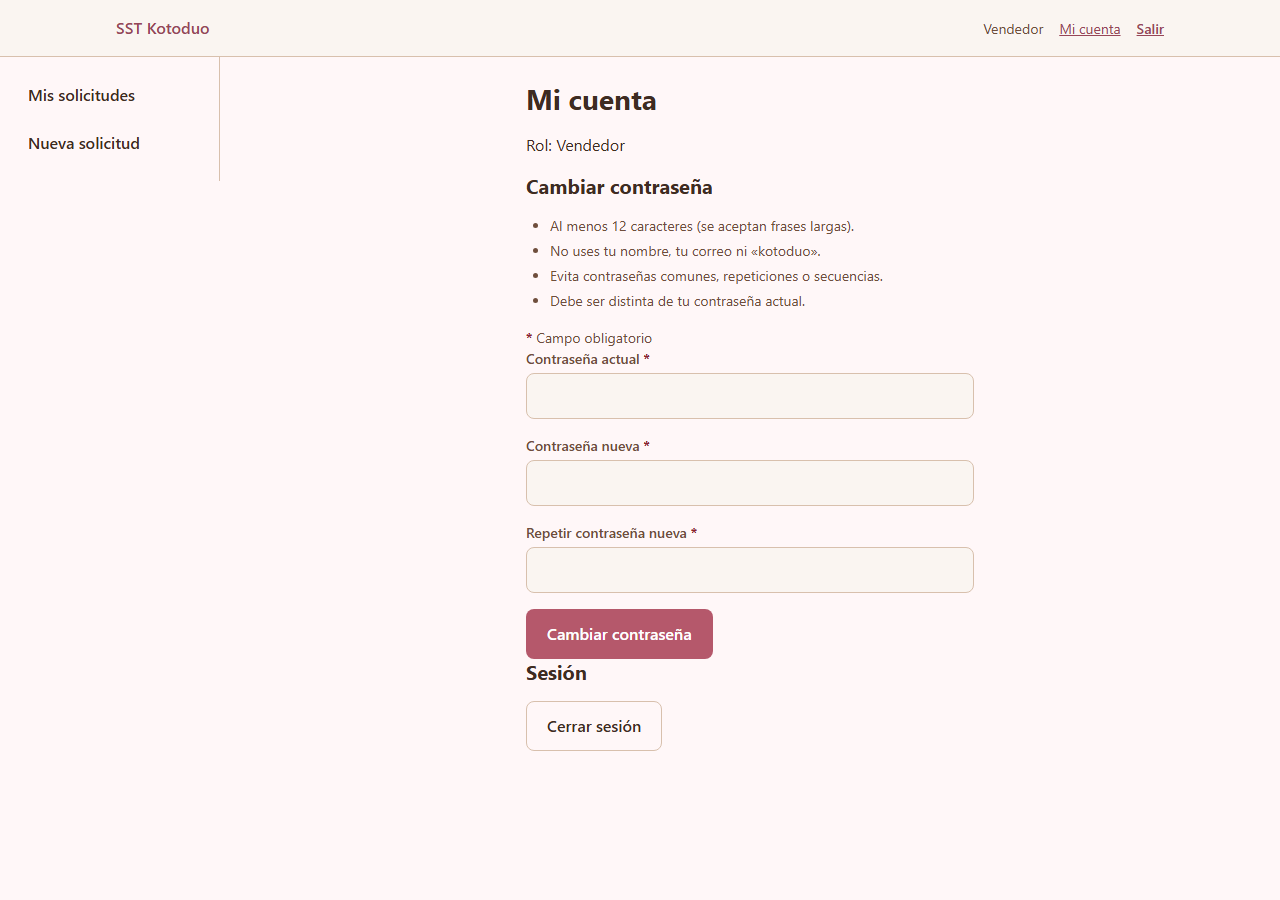 SST Kotoduo
Vendedor Mi cuenta Salir
Mis solicitudes
Nueva solicitud
Mi cuenta
Rol: Vendedor
Cambiar contraseña
• Al menos 12 caracteres (se aceptan frases largas).
• No uses tu nombre, tu correo ni «kotoduo».
• Evita contraseñas comunes, repeticiones o secuencias.
• Debe ser distinta de tu contraseña actual.
* Campo obligatorio
Contraseña actual *
Contraseña nueva *
Repetir contraseña nueva *
Cambiar contraseña
Sesión
Cerrar sesión